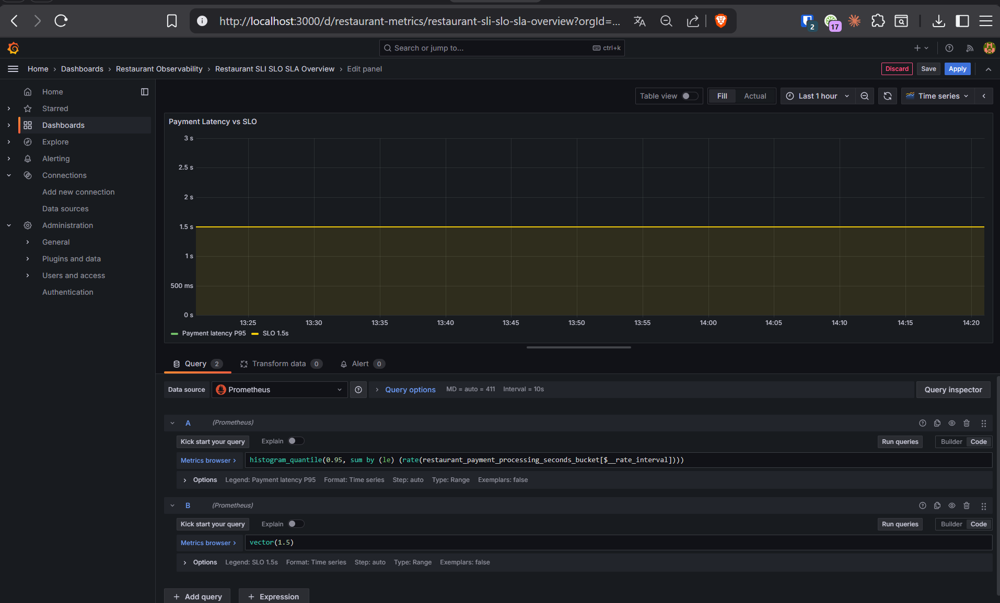 http://localhost:3000/d/restaurant-metrics/restaurant-sli-slo-sla-overview?orgId=...
2
17
Search or jump to...
ctrl+k
Home › Dashboards › Restaurant Observability › Restaurant SLI SLO SLA Overview › Edit panel
Discard
Save
Apply
Home
Starred
Dashboards
Explore
Alerting
Connections
Add new connection
Data sources
Administration
General
Plugins and data
Users and access
Authentication
Table view
Fill
Actual
Last 1 hour
Time series
Payment Latency vs SLO
3 s
2.5 s
2 s
1.5 s
1 s
500 ms
0 s
13:25 13:30 13:35 13:40 13:45 13:50 13:55 14:00 14:05 14:10 14:15 14:20
Payment latency P95 SLO 1.5s
Query 2
Transform data 0
Alert 0
Data source
Prometheus
Query options
MD = auto = 411
Interval = 10s
Query inspector
A
(Prometheus)
Kick start your query
Explain
Run queries
Builder
Code
Metrics browser ›
histogram_quantile(0.95, sum by (le) (rate(restaurant_payment_processing_seconds_bucket[$__rate_interval])))
Options Legend: Payment latency P95 Format: Time series Step: auto Type: Range Exemplars: false
B
(Prometheus)
Kick start your query
Explain
Run queries
Builder
Code
Metrics browser ›
vector(1.5)
Options Legend: SLO 1.5s Format: Time series Step: auto Type: Range Exemplars: false
+ Add query
+ Expression